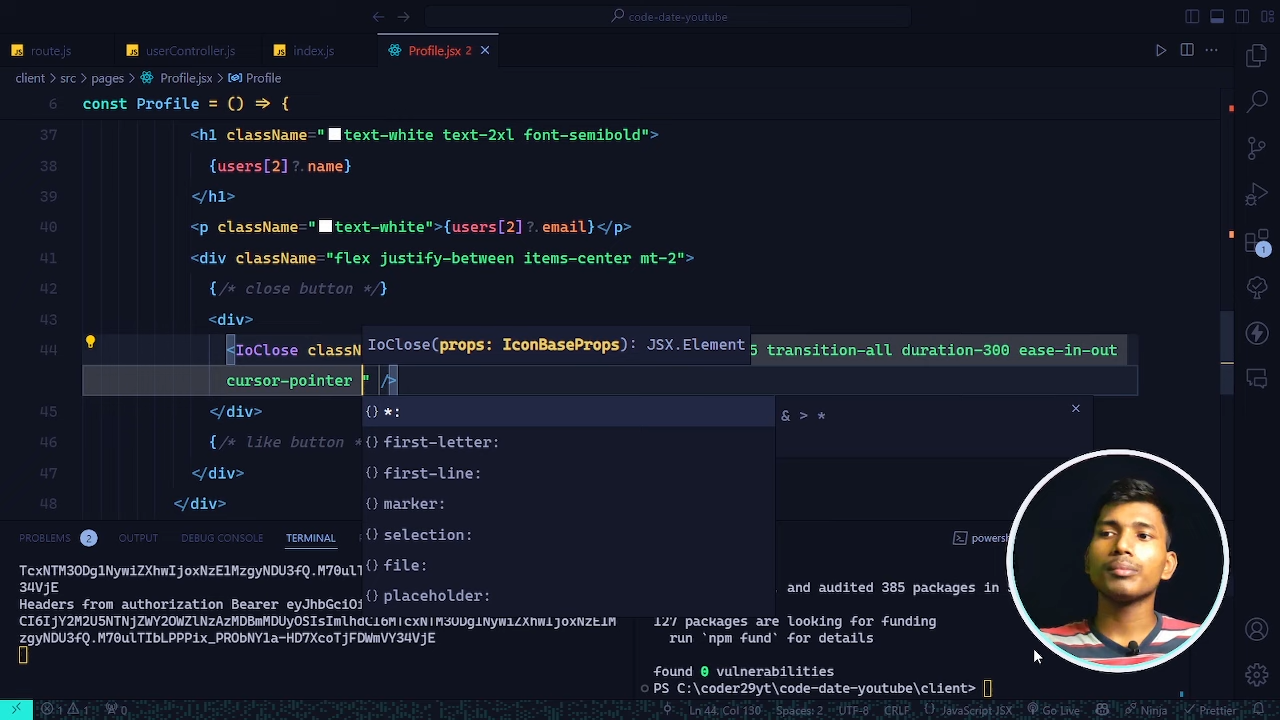 code-date-youtube
route.js
userController.js
index.js
Profile.jsx 2
client > src > pages > Profile.jsx > Profile
6 const Profile = () => {
37 <h1 className="text-white text-2xl font-semibold">
38 {users[2]?.name}
39 </h1>
40 <p className="text-white">{users[2]?.email}</p>
41 <div className="flex justify-between items-center mt-2">
42 {/* close button */}
43 <div>
44 <IoClose classN
IoClose(props: IconBaseProps): JSX.Element
5 transition-all duration-300 ease-in-out
cursor-pointer " />
45 </div>
46 {/* like button *
47 </div>
48 </div>
*:
first-letter:
first-line:
marker:
selection:
file:
placeholder:
& > *
1
PROBLEMS 2
OUTPUT
DEBUG CONSOLE
TERMINAL
powersh
34VjE
Headers from authorization Bearer
and audited 385 packages in
127 packages are looking for funding
run `npm fund` for details
found 0 vulnerabilities
PS C:\coder29yt\code-date-youtube\client>
1 1 0
Ln 44, Col 130
Spaces: 2
UTF-8
CRLF
JavaScript JSX
Go Live
Ninja
Prettier